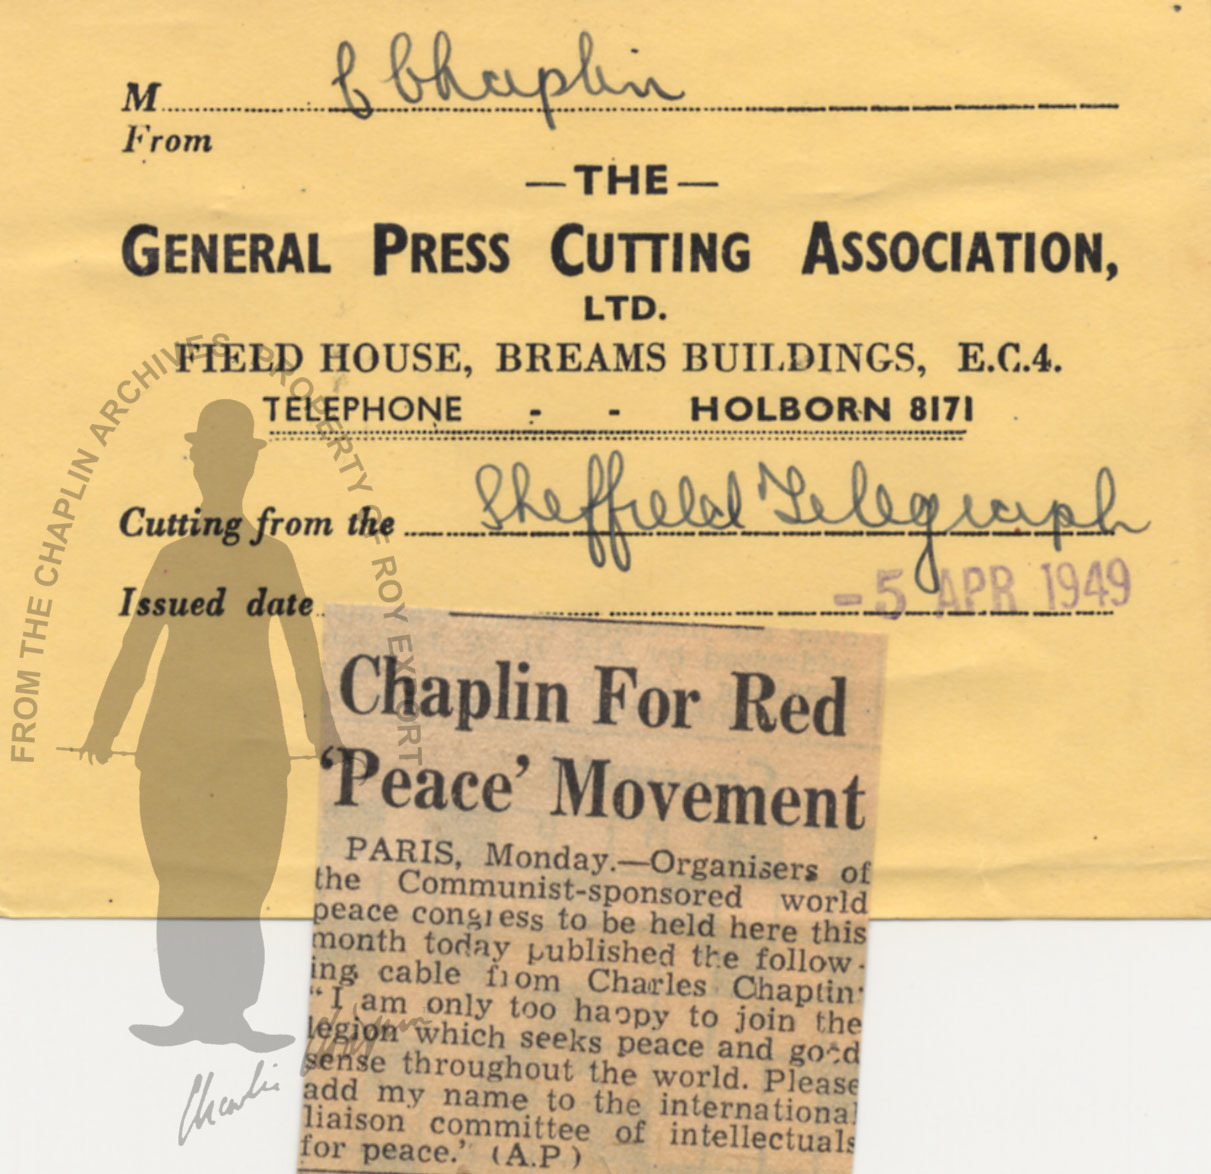 M C Chaplin
From
— THE —
GENERAL PRESS CUTTING ASSOCIATION,
LTD.
FIELD HOUSE, BREAMS BUILDINGS, E.C.4.
TELEPHONE - - HOLBORN 8171
Cutting from the Sheffield Telegraph
Issued date -5 APR 1949
Chaplin For Red
‘Peace’ Movement
PARIS, Monday.—Organisers of
the Communist-sponsored world
peace congress to be held here this
month today published the follow-
ing cable from Charles Chaplin:
“I am only too happy to join the
legion which seeks peace and good
sense throughout the world. Please
add my name to the international
liaison committee of intellectuals
for peace.’ (A.P)
FROM THE CHAPLIN ARCHIVES PROPERTY OF ROY EXPORT
Charlie